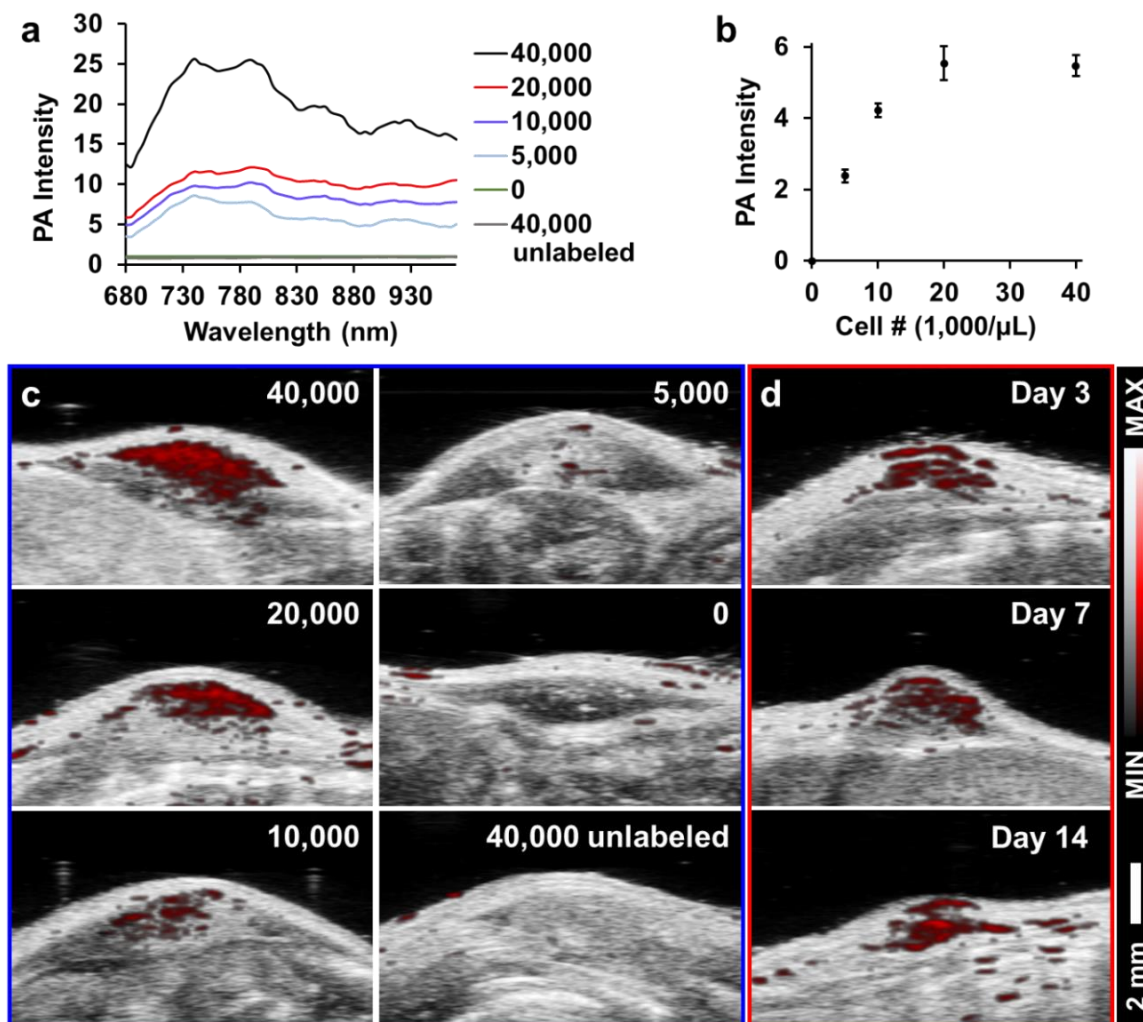 a
30
25
20
15
10
5
0
PA Intensity
680 730 780 830 880 930
Wavelength (nm)
40,000
20,000
10,000
5,000
0
40,000
unlabeled
b
6
4
2
0
PA Intensity
0 10 20 30 40
Cell # (1,000/µL)
c
40,000
5,000
20,000
0
10,000
40,000 unlabeled
d
Day 3
Day 7
Day 14
MAX
MIN
2 mm